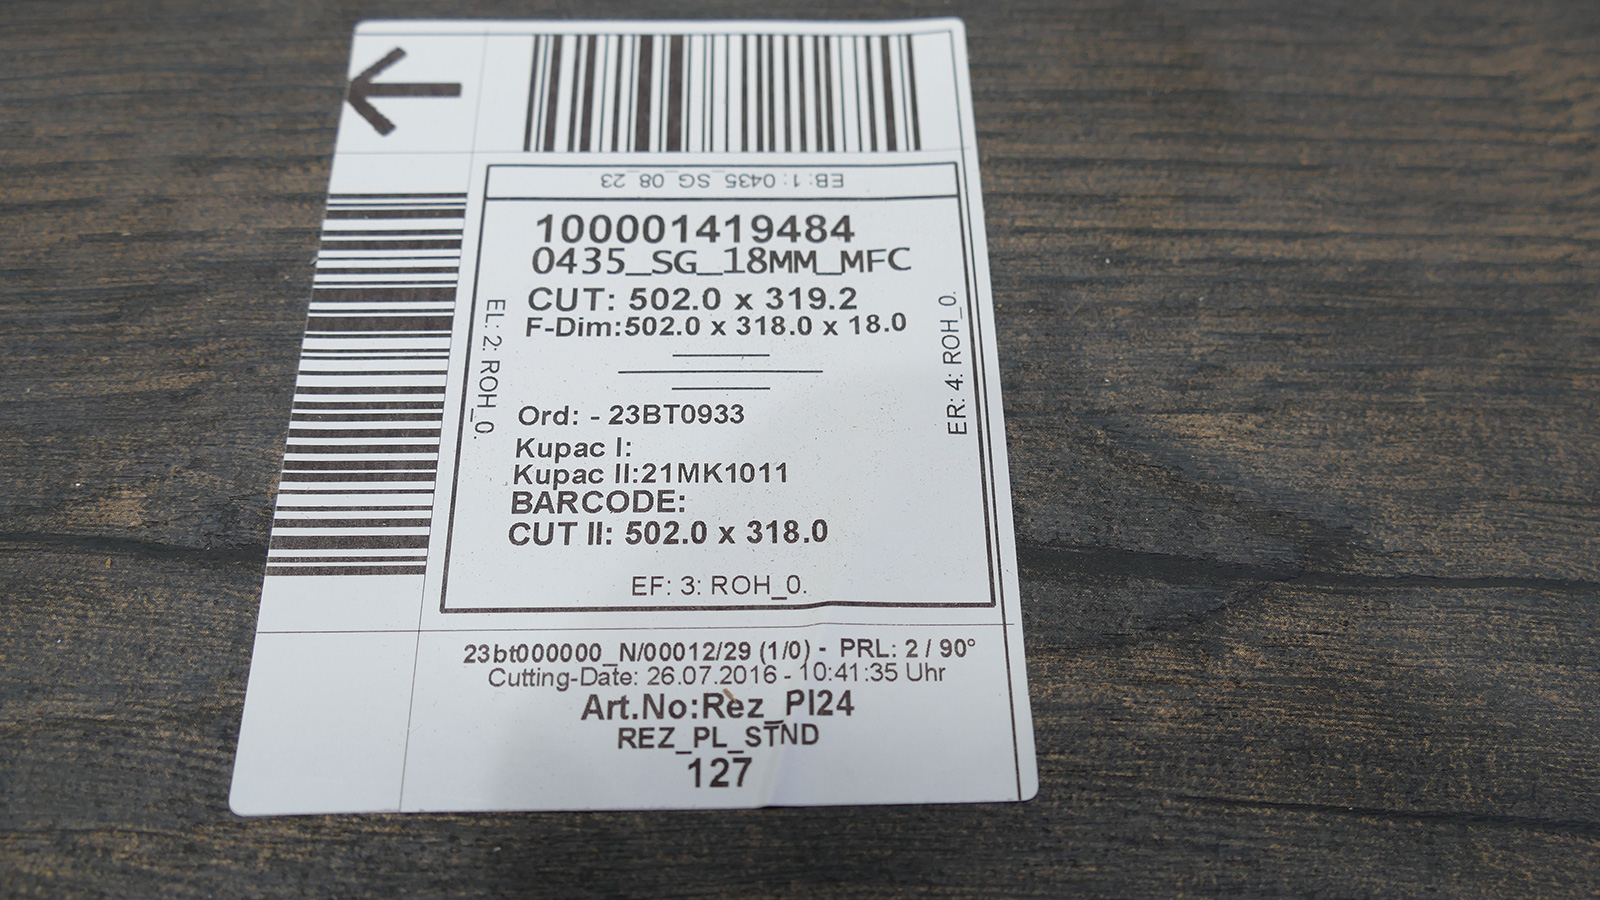 EB: 1: 0435_SG_08_23
100001419484
0435_SG_18MM_MFC
CUT: 502.0 x 319.2
F-Dim:502.0 x 318.0 x 18.0
EL: 2: ROH_0.
ER: 4: ROH_0.
Ord: - 23BT0933
Kupac I:
Kupac II:21MK1011
BARCODE:
CUT II: 502.0 x 318.0
EF: 3: ROH_0.
23bt000000_N/00012/29 (1/0) - PRL: 2 / 90°
Cutting-Date: 26.07.2016 - 10:41:35 Uhr
Art.No:Rez_Pl24
REZ_PL_STND
127